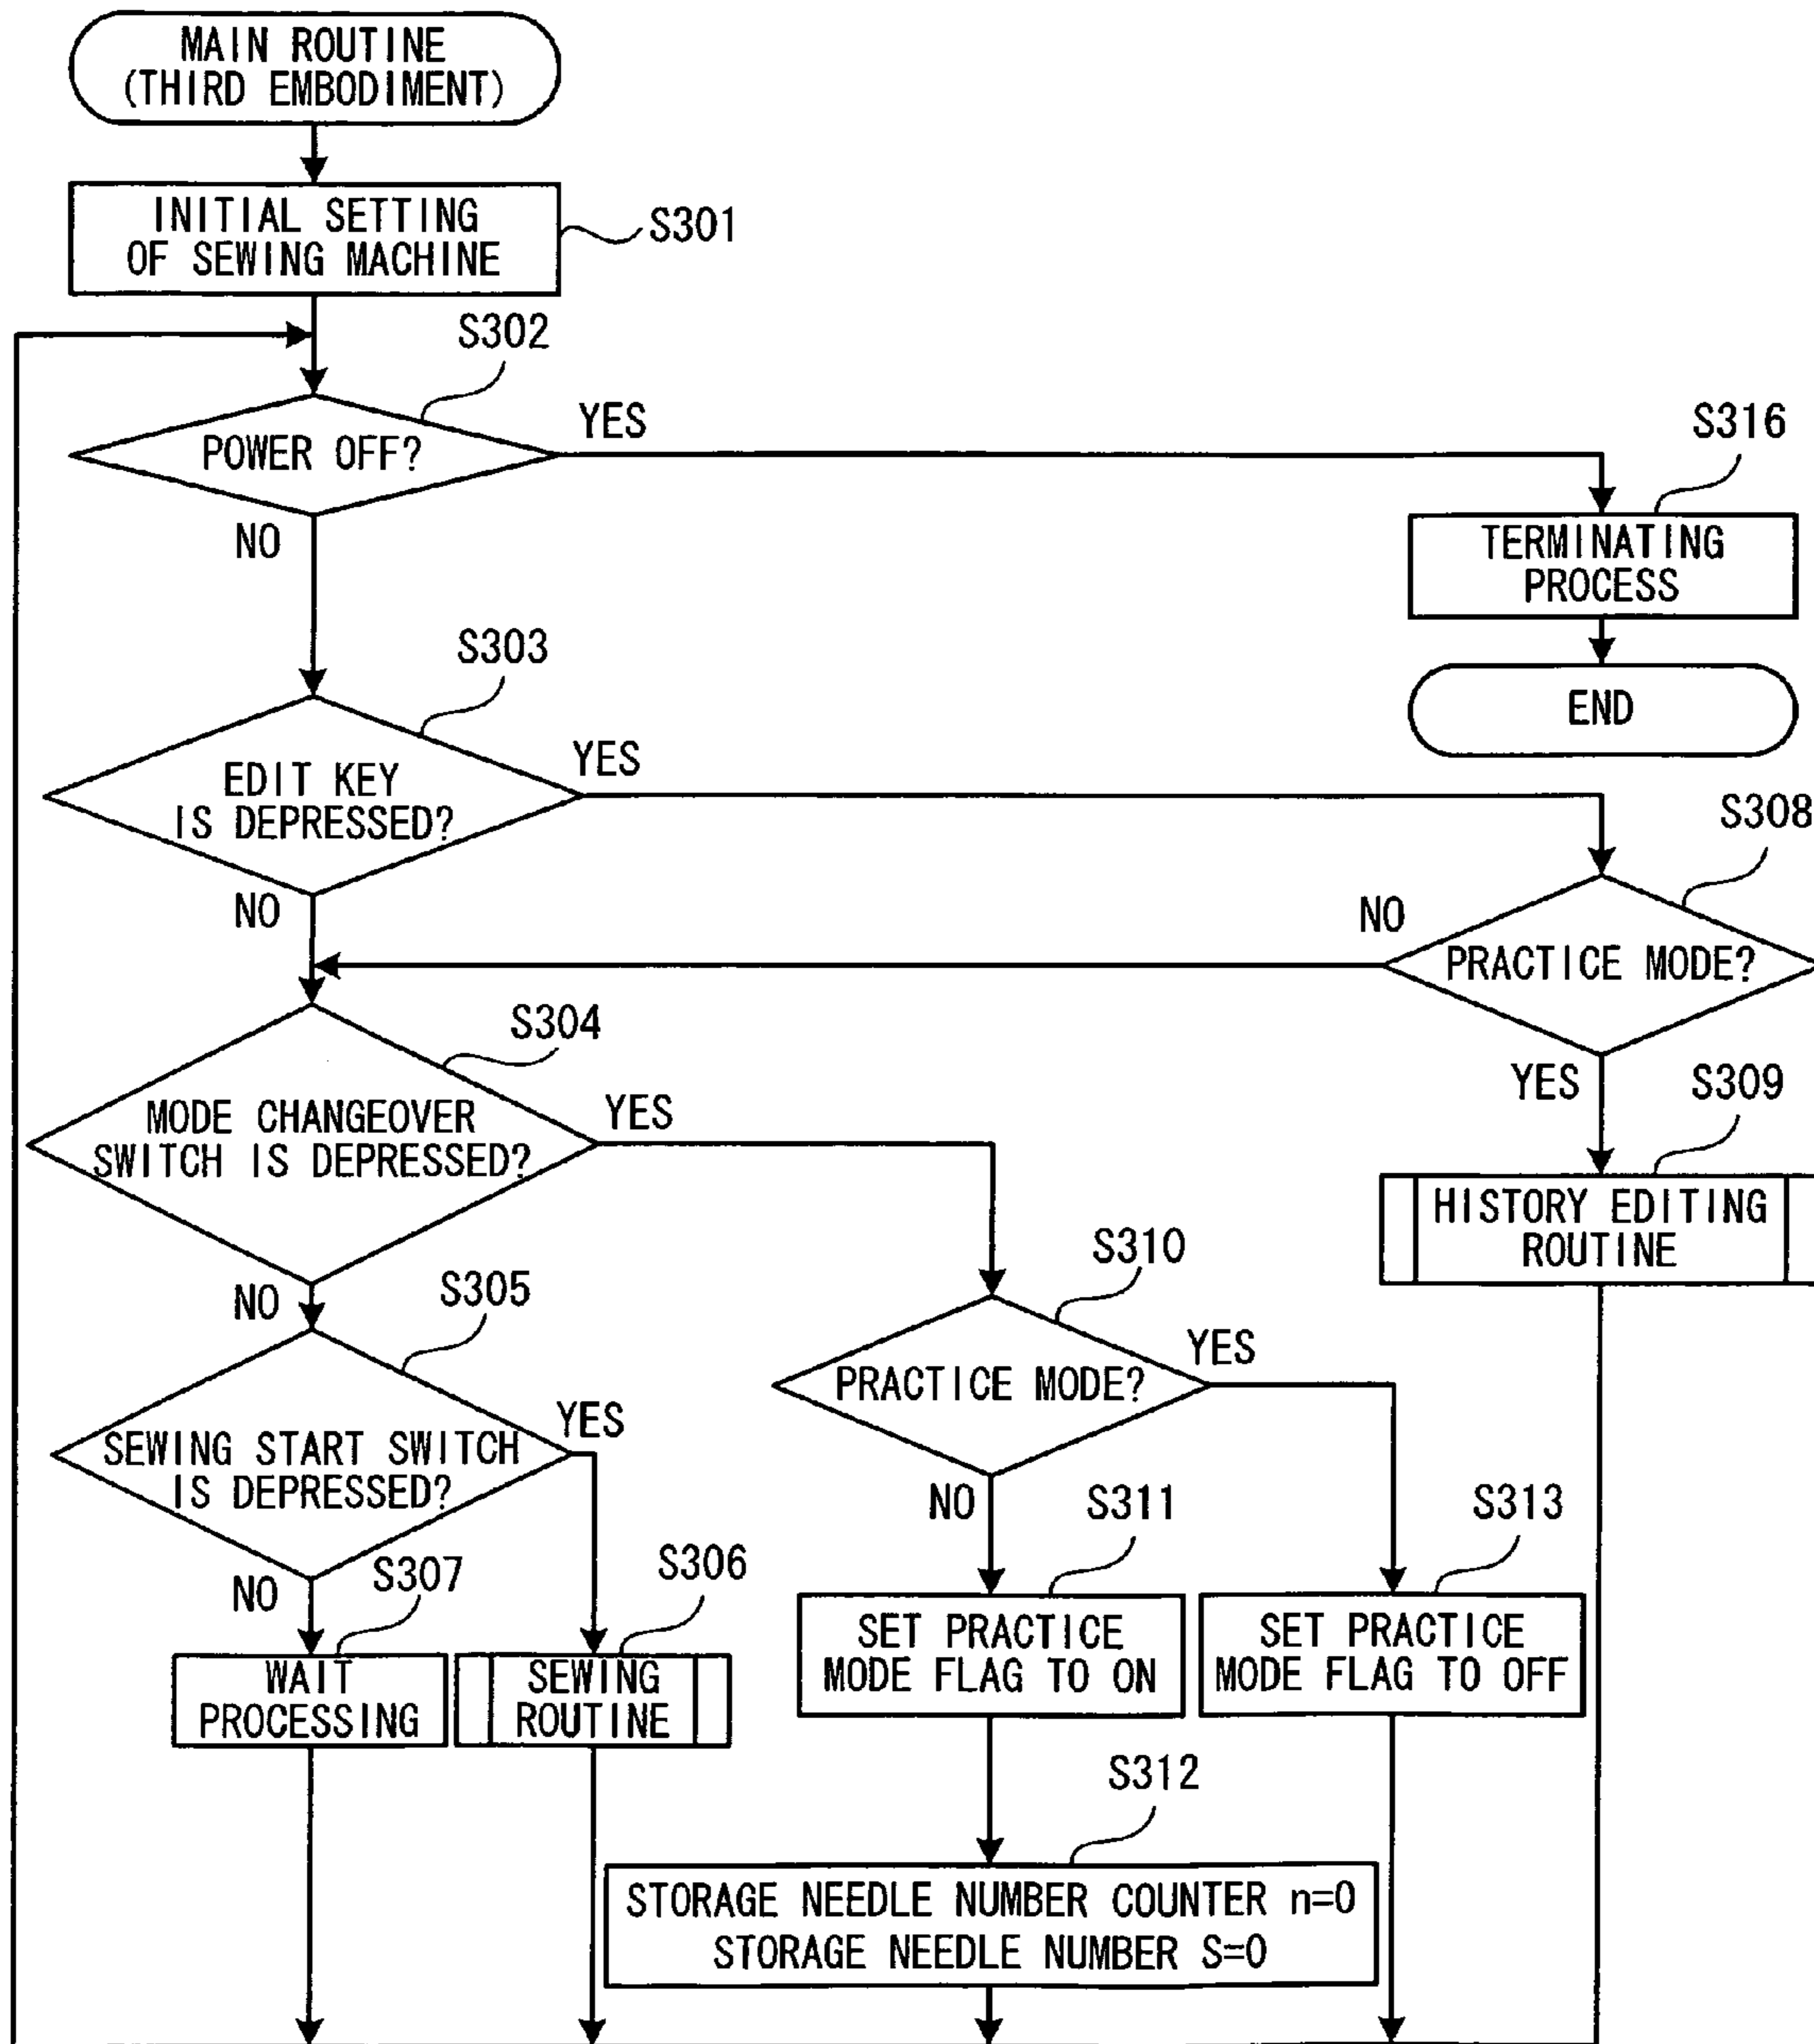 MAIN ROUTINE
(THIRD EMBODIMENT)
INITIAL SETTING
OF SEWING MACHINE
S301
S302
POWER OFF?
YES
NO
S316
TERMINATING
PROCESS
END
S303
EDIT KEY
IS DEPRESSED?
YES
NO
S308
PRACTICE MODE?
NO
YES
S309
HISTORY EDITING
ROUTINE
S304
MODE CHANGEOVER
SWITCH IS DEPRESSED?
YES
NO
S305
SEWING START SWITCH
IS DEPRESSED?
YES
NO
S310
PRACTICE MODE?
YES
NO
S307
WAIT
PROCESSING
S306
SEWING
ROUTINE
S311
SET PRACTICE
MODE FLAG TO ON
S313
SET PRACTICE
MODE FLAG TO OFF
S312
STORAGE NEEDLE NUMBER COUNTER n=0
STORAGE NEEDLE NUMBER S=0